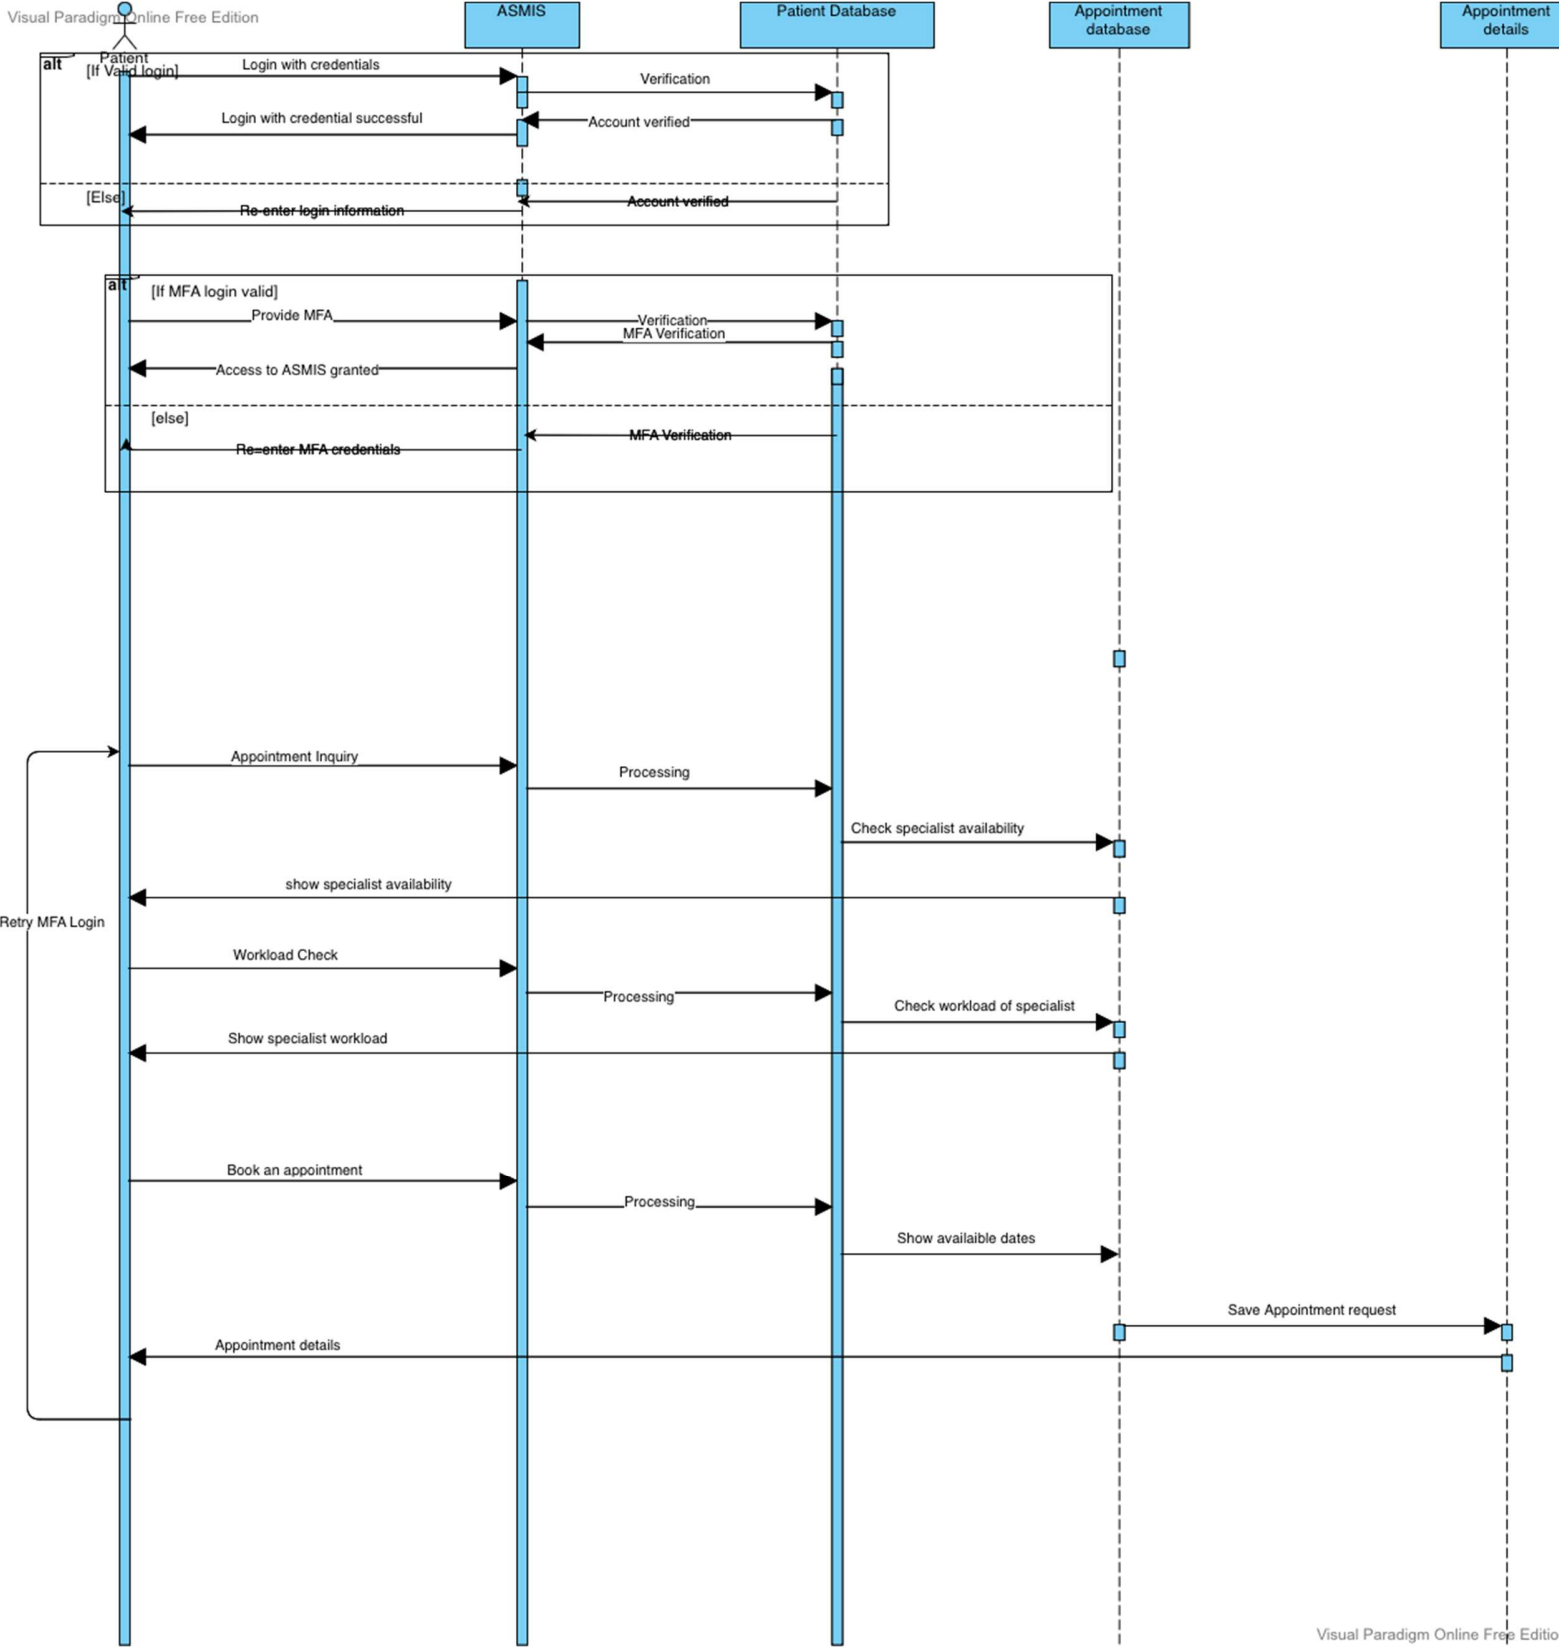 Visual Paradigm Online Free Edition
ASMIS
Patient Database
Appointment
database
Appointment
details
Patient
alt
[If Valid login]
Login with credentials
Verification
Login with credential successful
Account verified
[Else]
Account verified
Re-enter login information
alt
[If MFA login valid]
Provide MFA
Verification
MFA Verification
Access to ASMIS granted
[else]
MFA Verification
Re=enter MFA credentials
Appointment Inquiry
Processing
Check specialist availability
show specialist availability
Retry MFA Login
Workload Check
Processing
Check workload of specialist
Show specialist workload
Book an appointment
Processing
Show availaible dates
Save Appointment request
Appointment details
Visual Paradigm Online Free Editio